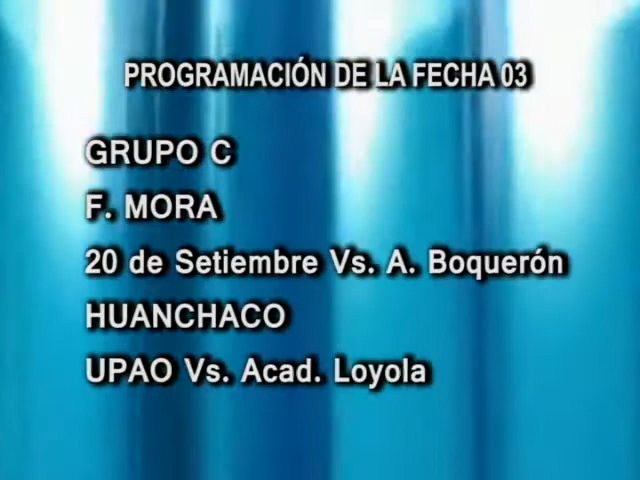 PROGRAMACIÓN DE LA FECHA 03
GRUPO C
F. MORA
20 de Setiembre Vs. A. Boquerón
HUANCHACO
UPAO Vs. Acad. Loyola